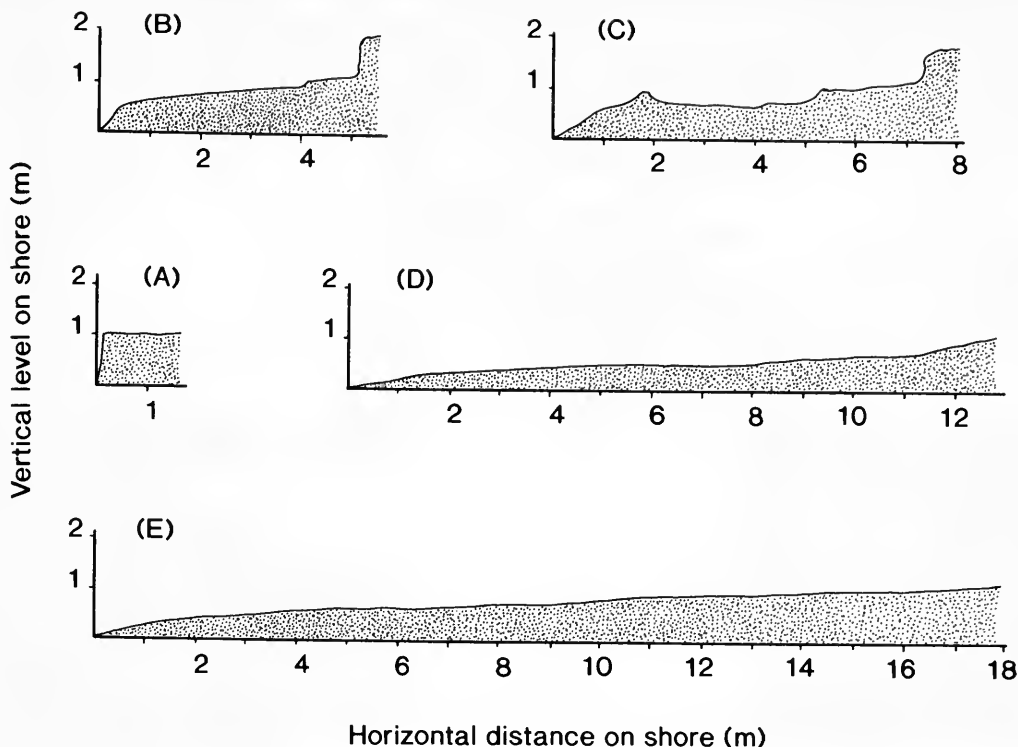 (B)
2
1
2 4
(C)
2
1
2 4 6 8
(A)
2
1
1
(D)
2
1
2 4 6 8 10 12
(E)
2
1
2 4 6 8 10 12 14 16 18
Vertical level on shore (m)
Horizontal distance on shore (m)